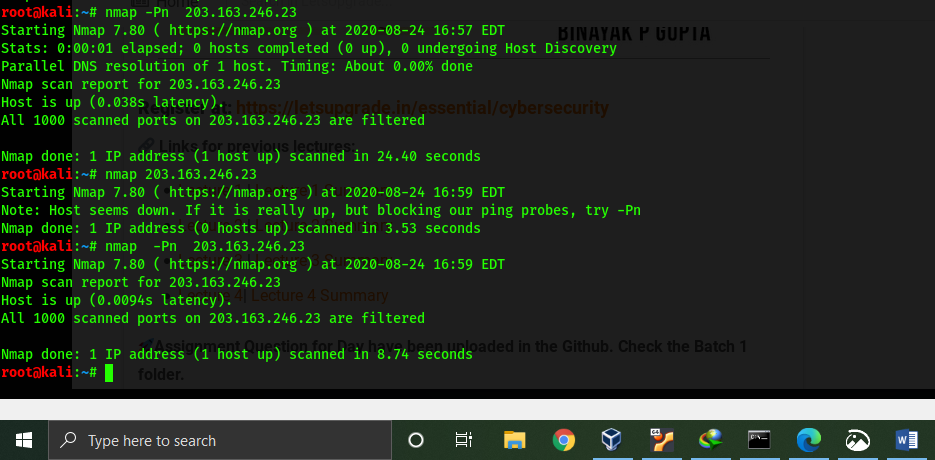 root@kali:~# nmap -Pn  203.163.246.23
Starting Nmap 7.80 ( https://nmap.org ) at 2020-08-24 16:57 EDT
BINAYAK P GUPTA
Stats: 0:00:01 elapsed; 0 hosts completed (0 up), 0 undergoing Host Discovery
Parallel DNS resolution of 1 host. Timing: About 0.00% done
Nmap scan report for 203.163.246.23
Host is up (0.038s latency).
https://letsupgrade.in/essential/cybersecurity
All 1000 scanned ports on 203.163.246.23 are filtered
Links for previous lectures:
Nmap done: 1 IP address (1 host up) scanned in 24.40 seconds
root@kali:~# nmap 203.163.246.23
Starting Nmap 7.80 ( https://nmap.org ) at 2020-08-24 16:59 EDT
Note: Host seems down. If it is really up, but blocking our ping probes, try -Pn
Nmap done: 1 IP address (0 hosts up) scanned in 3.53 seconds
root@kali:~# nmap  -Pn  203.163.246.23
Starting Nmap 7.80 ( https://nmap.org ) at 2020-08-24 16:59 EDT
Nmap scan report for 203.163.246.23
Host is up (0.0094s latency).
4| Lecture 4 Summary
All 1000 scanned ports on 203.163.246.23 are filtered
Assignment Question for Day have been uploaded in the Github. Check the Batch 1
Nmap done: 1 IP address (1 host up) scanned in 8.74 seconds
folder.
root@kali:~#
Type here to search